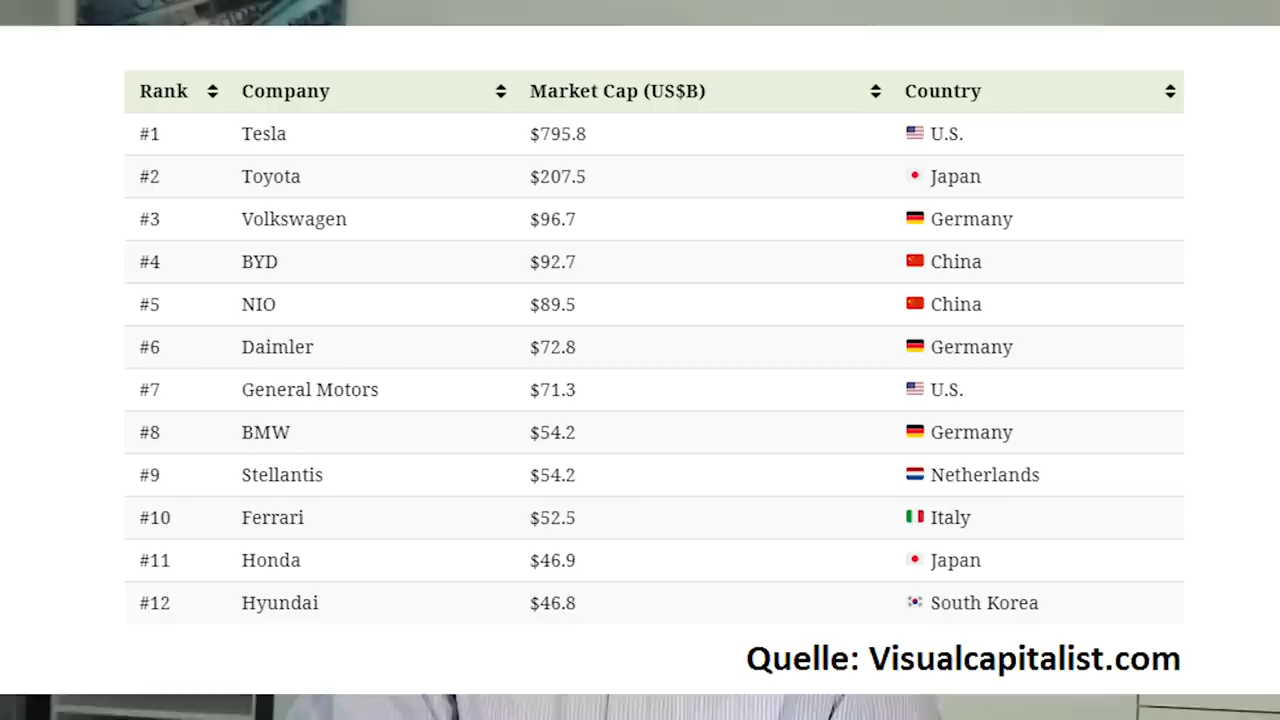 Rank Company Market Cap (US$B) Country
#1 Tesla $795.8 U.S.
#2 Toyota $207.5 Japan
#3 Volkswagen $96.7 Germany
#4 BYD $92.7 China
#5 NIO $89.5 China
#6 Daimler $72.8 Germany
#7 General Motors $71.3 U.S.
#8 BMW $54.2 Germany
#9 Stellantis $54.2 Netherlands
#10 Ferrari $52.5 Italy
#11 Honda $46.9 Japan
#12 Hyundai $46.8 South Korea
Quelle: Visualcapitalist.com